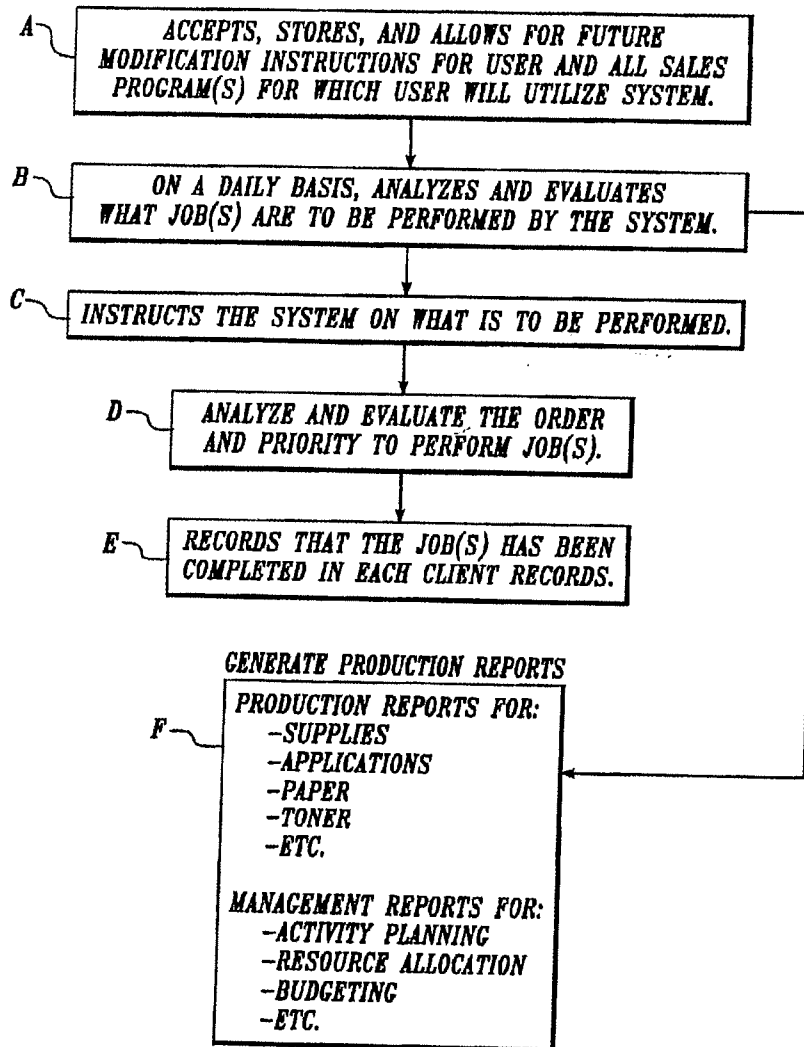 A
ACCEPTS, STORES, AND ALLOWS FOR FUTURE
MODIFICATION INSTRUCTIONS FOR USER AND ALL SALES
PROGRAM(S) FOR WHICH USER WILL UTILIZE SYSTEM.
B
ON A DAILY BASIS, ANALYZES AND EVALUATES
WHAT JOB(S) ARE TO BE PERFORMED BY THE SYSTEM.
C
INSTRUCTS THE SYSTEM ON WHAT IS TO BE PERFORMED.
D
ANALYZE AND EVALUATE THE ORDER
AND PRIORITY TO PERFORM JOB(S).
E
RECORDS THAT THE JOB(S) HAS BEEN
COMPLETED IN EACH CLIENT RECORDS.
GENERATE PRODUCTION REPORTS
F
PRODUCTION REPORTS FOR:
-SUPPLIES
-APPLICATIONS
-PAPER
-TONER
-ETC.
MANAGEMENT REPORTS FOR:
-ACTIVITY PLANNING
-RESOURCE ALLOCATION
-BUDGETING
-ETC.